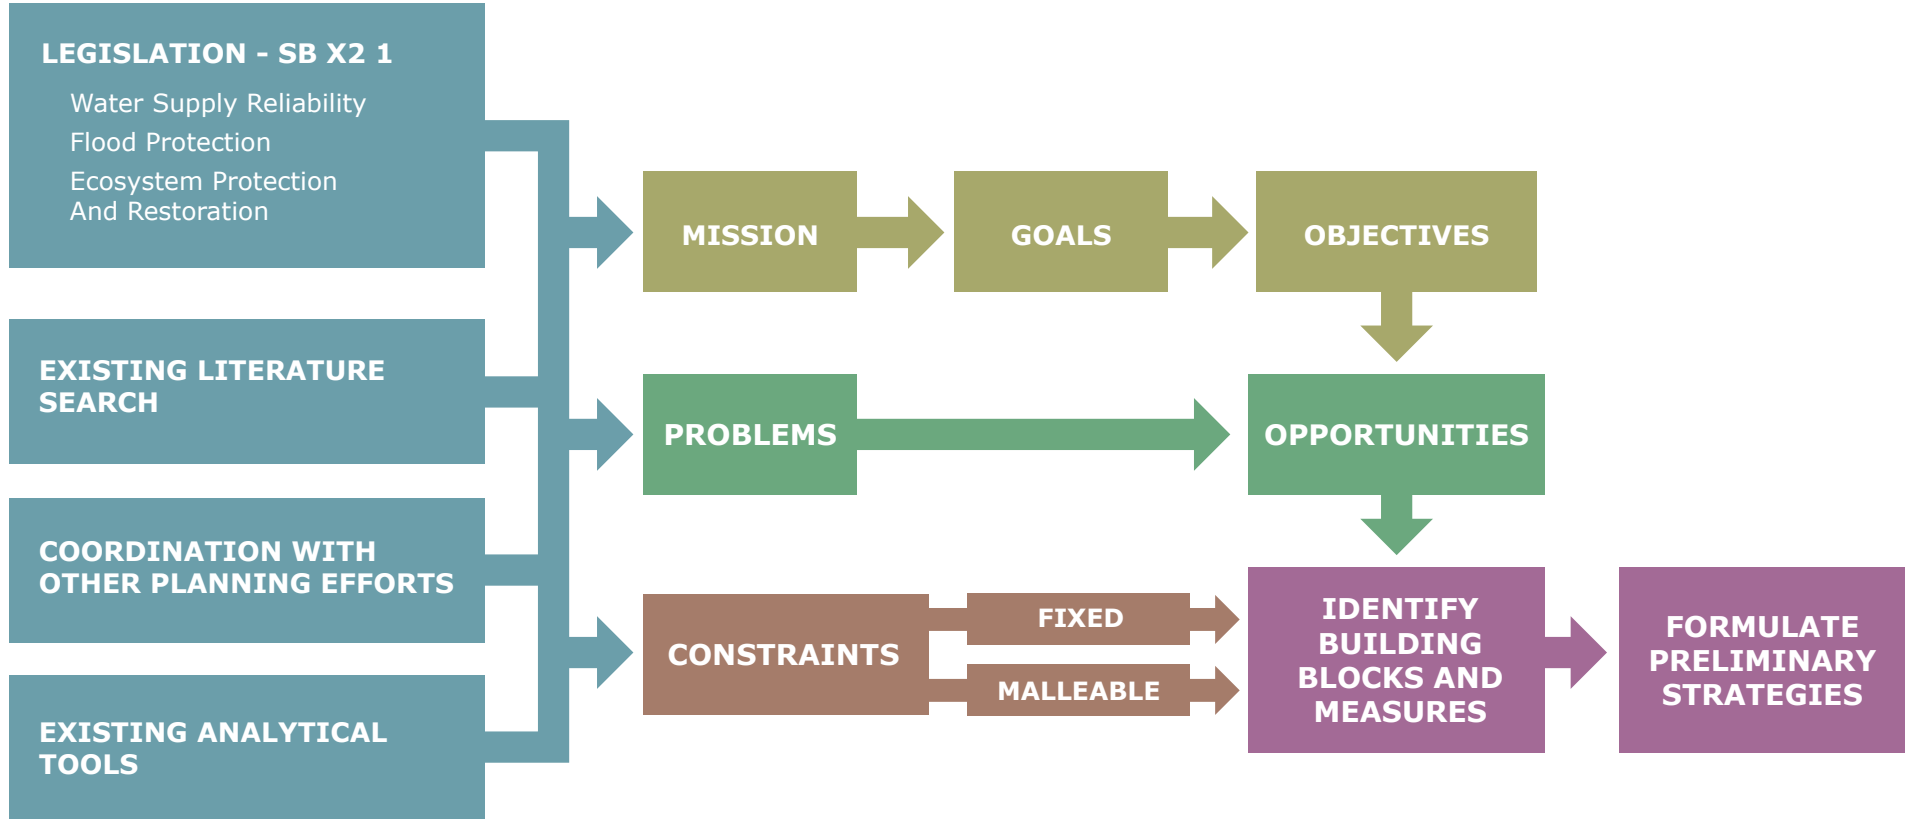 LEGISLATION - SB X2 1
Water Supply Reliability
Flood Protection
Ecosystem Protection
And Restoration
EXISTING LITERATURE
SEARCH
COORDINATION WITH
OTHER PLANNING EFFORTS
EXISTING ANALYTICAL
TOOLS
MISSION
GOALS
OBJECTIVES
PROBLEMS
OPPORTUNITIES
CONSTRAINTS
FIXED
MALLEABLE
IDENTIFY
BUILDING
BLOCKS AND
MEASURES
FORMULATE
PRELIMINARY
STRATEGIES